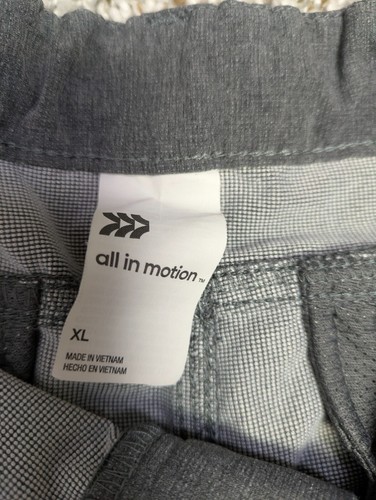 all in motion™
XL
MADE IN VIETNAM
HECHO EN VIETNAM